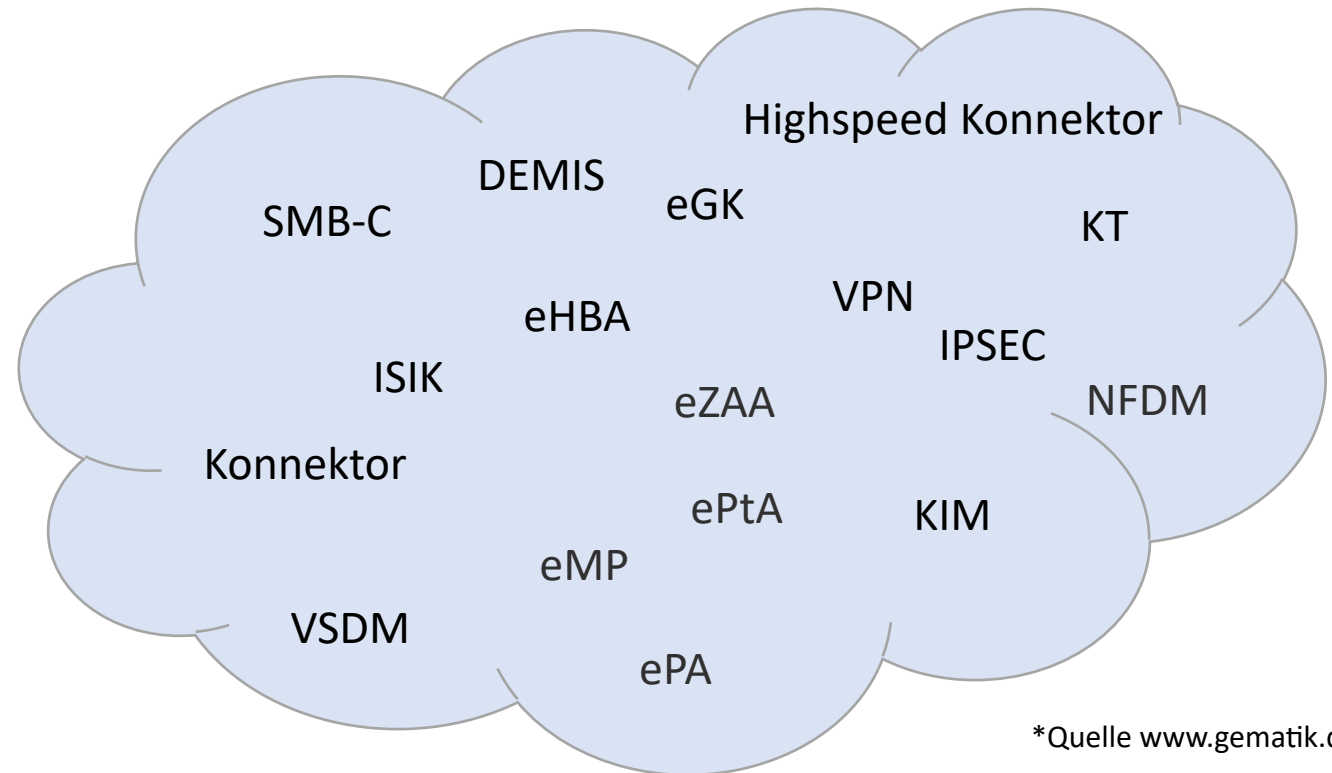 Highspeed Konnektor
DEMIS
eGK
SMB-C
KT
VPN
eHBA
IPSEC
ISIK
eZAA
NFDM
Konnektor
ePtA
KIM
eMP
VSDM
ePA
*Quelle www.gematik.